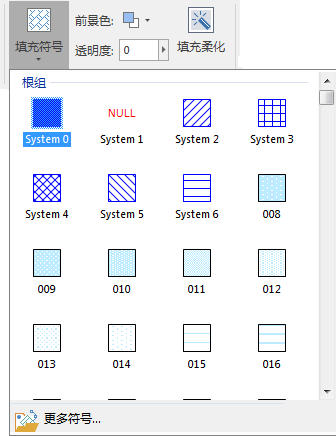 填充符号
前景色:
透明度: 0
填充柔化
根组
NULL
System 0 System 1 System 2 System 3
System 4 System 5 System 6 008
009 010 011 012
013 014 015 016
更多符号...